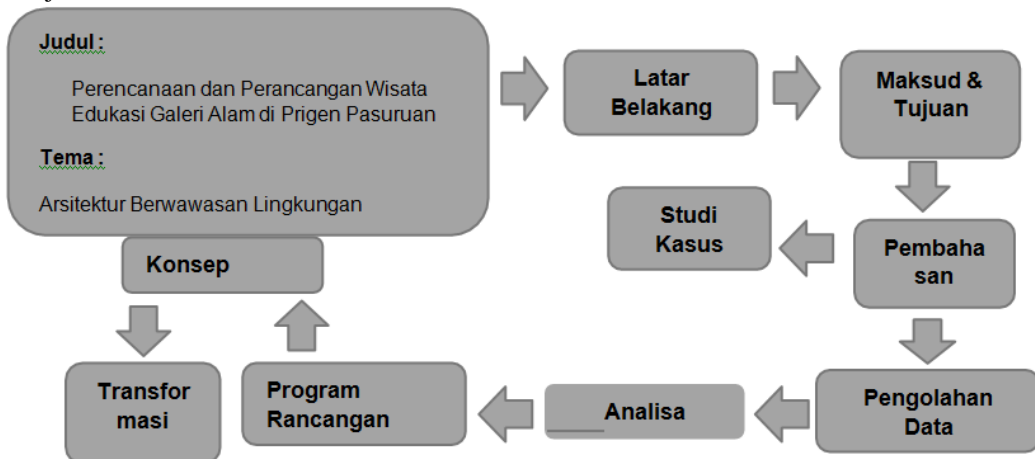 Judul :
Perencanaan dan Perancangan Wisata
Edukasi Galeri Alam di Prigen Pasuruan
Tema :
Arsitektur Berwawasan Lingkungan
Latar
Belakang
Maksud &
Tujuan
Studi
Kasus
Pembaha
san
Konsep
Transfor
masi
Program
Rancangan
Analisa
Pengolahan
Data